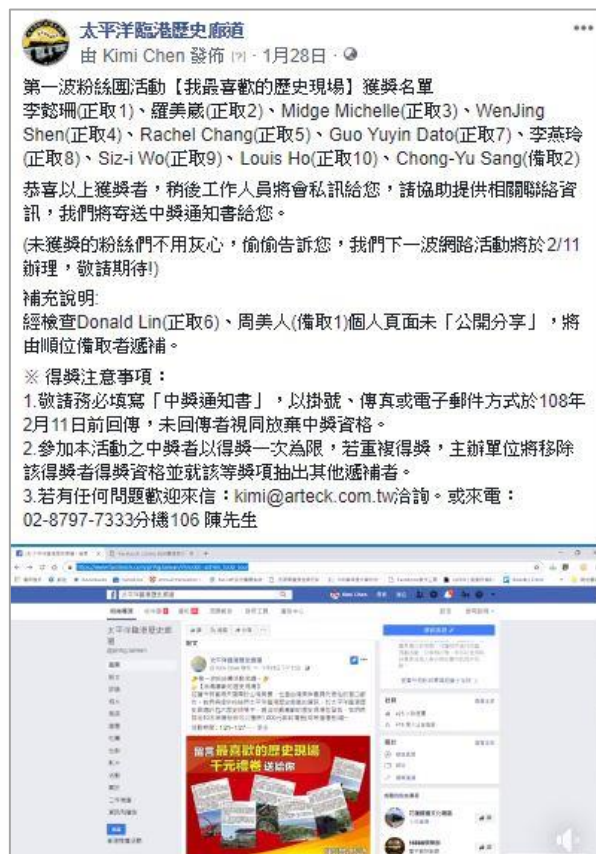 太平洋臨港歷史廊道
由 Kimi Chen 發佈 [?] · 1月28日 ·
第一波粉絲團活動【我最喜歡的歷史現場】獲獎名單
李懿珊(正取1)、羅美崴(正取2)、Midge Michelle(正取3)、WenJing
Shen(正取4)、Rachel Chang(正取5)、Guo Yuyin Dato(正取7)、李燕玲
(正取8)、Siz-i Wo(正取9)、Louis Ho(正取10)、Chong-Yu Sang(備取2)
恭喜以上獲獎者，稍後工作人員將會私訊給您，請協助提供相關聯絡資
訊，我們將寄送中獎通知書給您。
(未獲獎的粉絲們不用灰心，偷偷告訴您，我們下一波網路活動將於2/11
辦理，敬請期待!)
補充說明:
經檢查Donald Lin(正取6)、周美人(備取1)個人頁面未「公開分享」，將
由順位備取者遞補。
※ 得獎注意事項：
1.敬請務必填寫「中獎通知書」，以掛號、傳真或電子郵件方式於108年
2月11日前回傳，未回傳者視同放棄中獎資格。
2.參加本活動之中獎者以得獎一次為限，若重複得獎，主辦單位將移除
該得獎者得獎資格並就該等獎項抽出其他遞補者。
3.若有任何問題歡迎來信：kimi@arteck.com.tw洽詢。或來電：
02-8797-7333分機106 陳先生
太平洋臨港歷史廊
道
留言最喜歡的歷史現場
千元禮卷 送給你